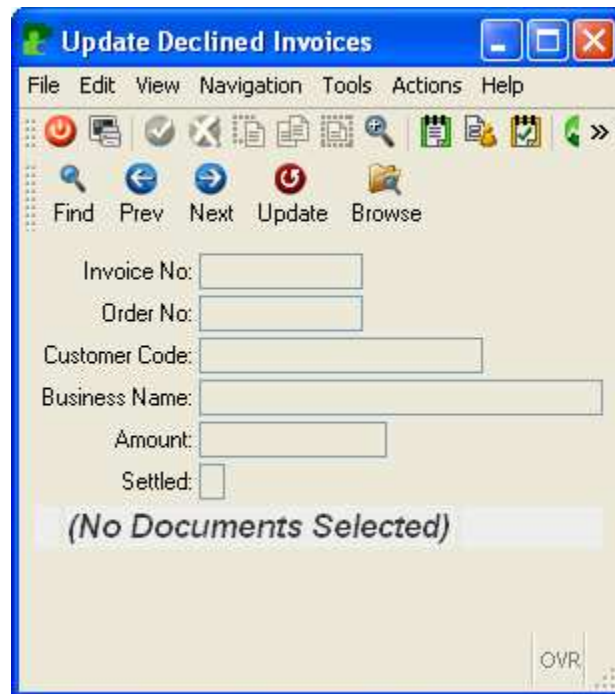 Update Declined Invoices
File Edit View Navigation Tools Actions Help
Find Prev Next Update Browse
Invoice No:
Order No:
Customer Code:
Business Name:
Amount:
Settled:
(No Documents Selected)
OVR